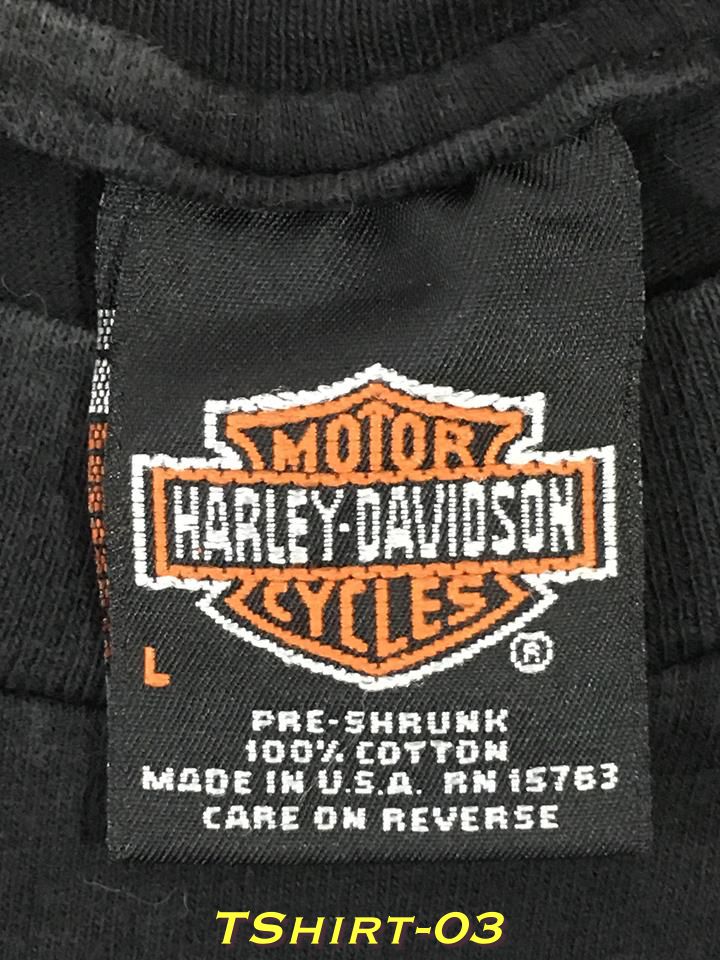 MOTOR
HARLEY-DAVIDSON
CYCLES
®
L
PRE-SHRUNK
100% COTTON
MADE IN U.S.A. RN 15763
CARE ON REVERSE
TSHIRT-03